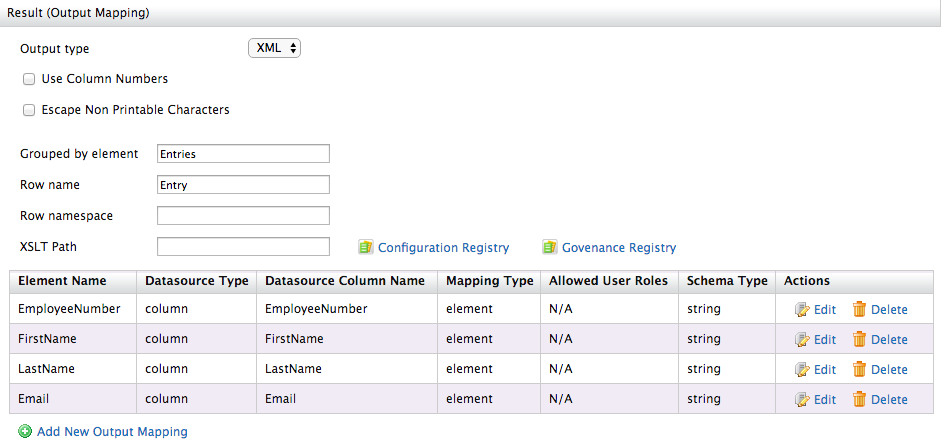 Result (Output Mapping)
Output type XML
Use Column Numbers
Escape Non Printable Characters
Grouped by element Entries
Row name Entry
Row namespace
XSLT Path Configuration Registry Govenance Registry
Element Name Datasource Type Datasource Column Name Mapping Type Allowed User Roles Schema Type Actions
EmployeeNumber column EmployeeNumber element N/A string Edit Delete
FirstName column FirstName element N/A string Edit Delete
LastName column LastName element N/A string Edit Delete
Email column Email element N/A string Edit Delete
Add New Output Mapping